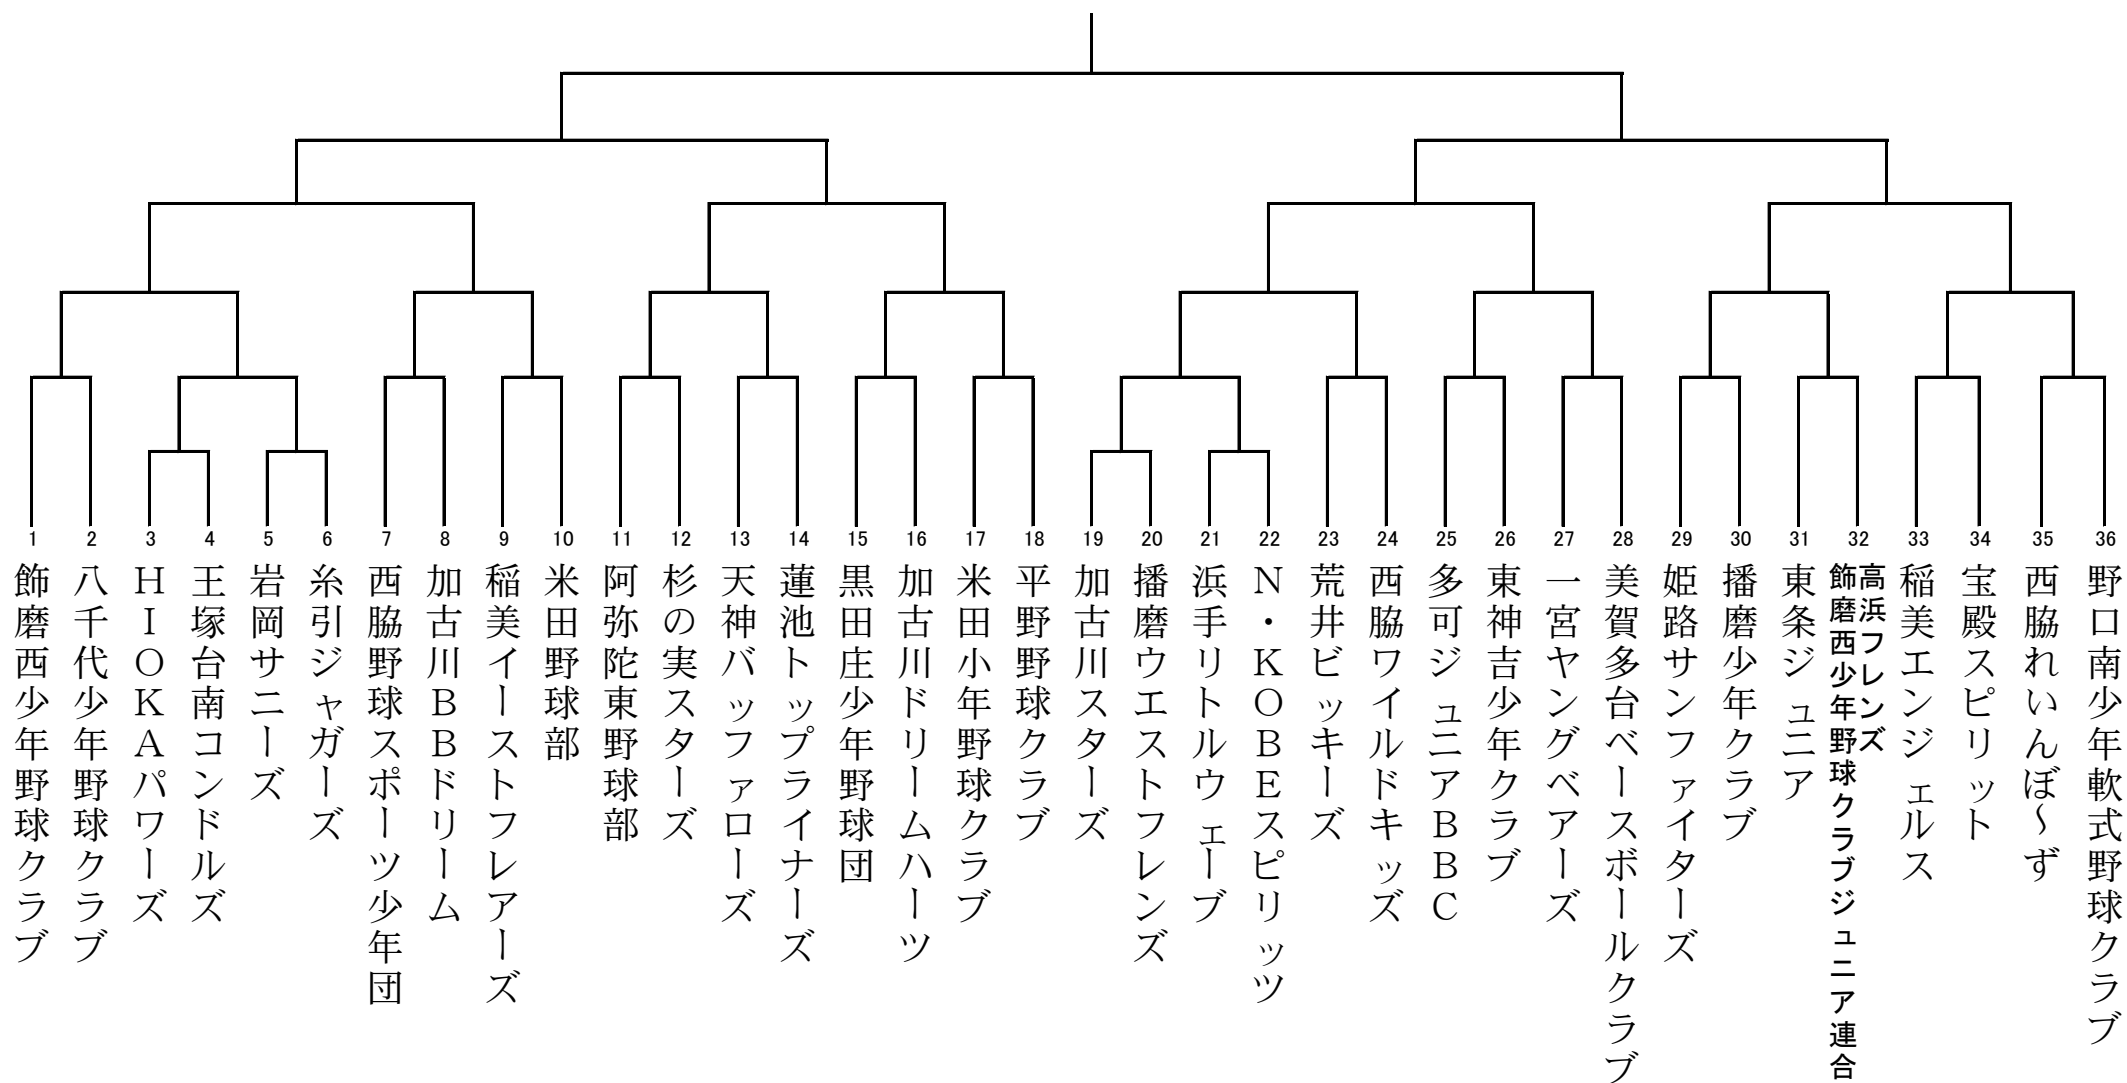 1
飾磨西少年野球クラブ
2
八千代少年野球クラブ
3
ＨＩＯＫＡパワーズ
4
王塚台南コンドルズ
5
岩岡サニーズ
6
糸引ジャガーズ
7
西脇野球スポーツ少年団
8
加古川ＢＢドリーム
9
稲美イーストフレアーズ
10
米田野球部
11
阿弥陀東野球部
12
杉の実スターズ
13
天神バッファローズ
14
蓮池トップライナーズ
15
黒田庄少年野球団
16
加古川ドリームハーツ
17
米田小年野球クラブ
18
平野野球クラブ
19
加古川スターズ
20
播磨ウエストフレンズ
21
浜手リトルウェーブ
22
Ｎ・ＫＯＢＥスピリッツ
23
荒井ビッキーズ
24
西脇ワイルドキッズ
25
多可ジュニアＢＢＣ
26
東神吉少年クラブ
27
一宮ヤングベアーズ
28
美賀多台ベースボールクラブ
29
姫路サンファイターズ
30
播磨少年クラブ
31
東条ジュニア
32
高浜フレンズ
飾磨西少年野球クラブジュニア連合
33
稲美エンジェルス
34
宝殿スピリット
35
西脇れいんぼ～ず
36
野口南少年軟式野球クラブ